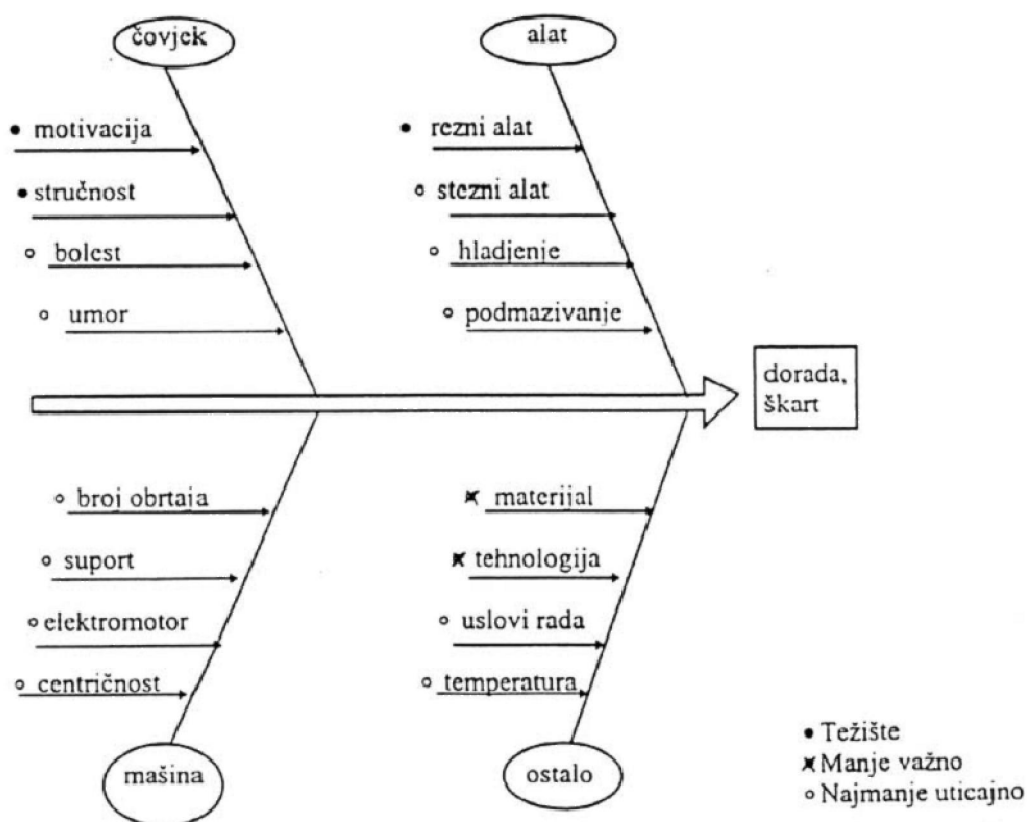 čovjek
alat
• motivacija
• stručnost
○ bolest
○ umor
• rezni alat
○ stezni alat
○ hladjenje
○ podmazivanje
dorada,
škart
○ broj obrtaja
○ suport
○ elektromotor
○ centričnost
✖ materijal
✖ tehnologija
○ uslovi rada
○ temperatura
mašina
ostalo
• Težište
✖ Manje važno
○ Najmanje uticajno